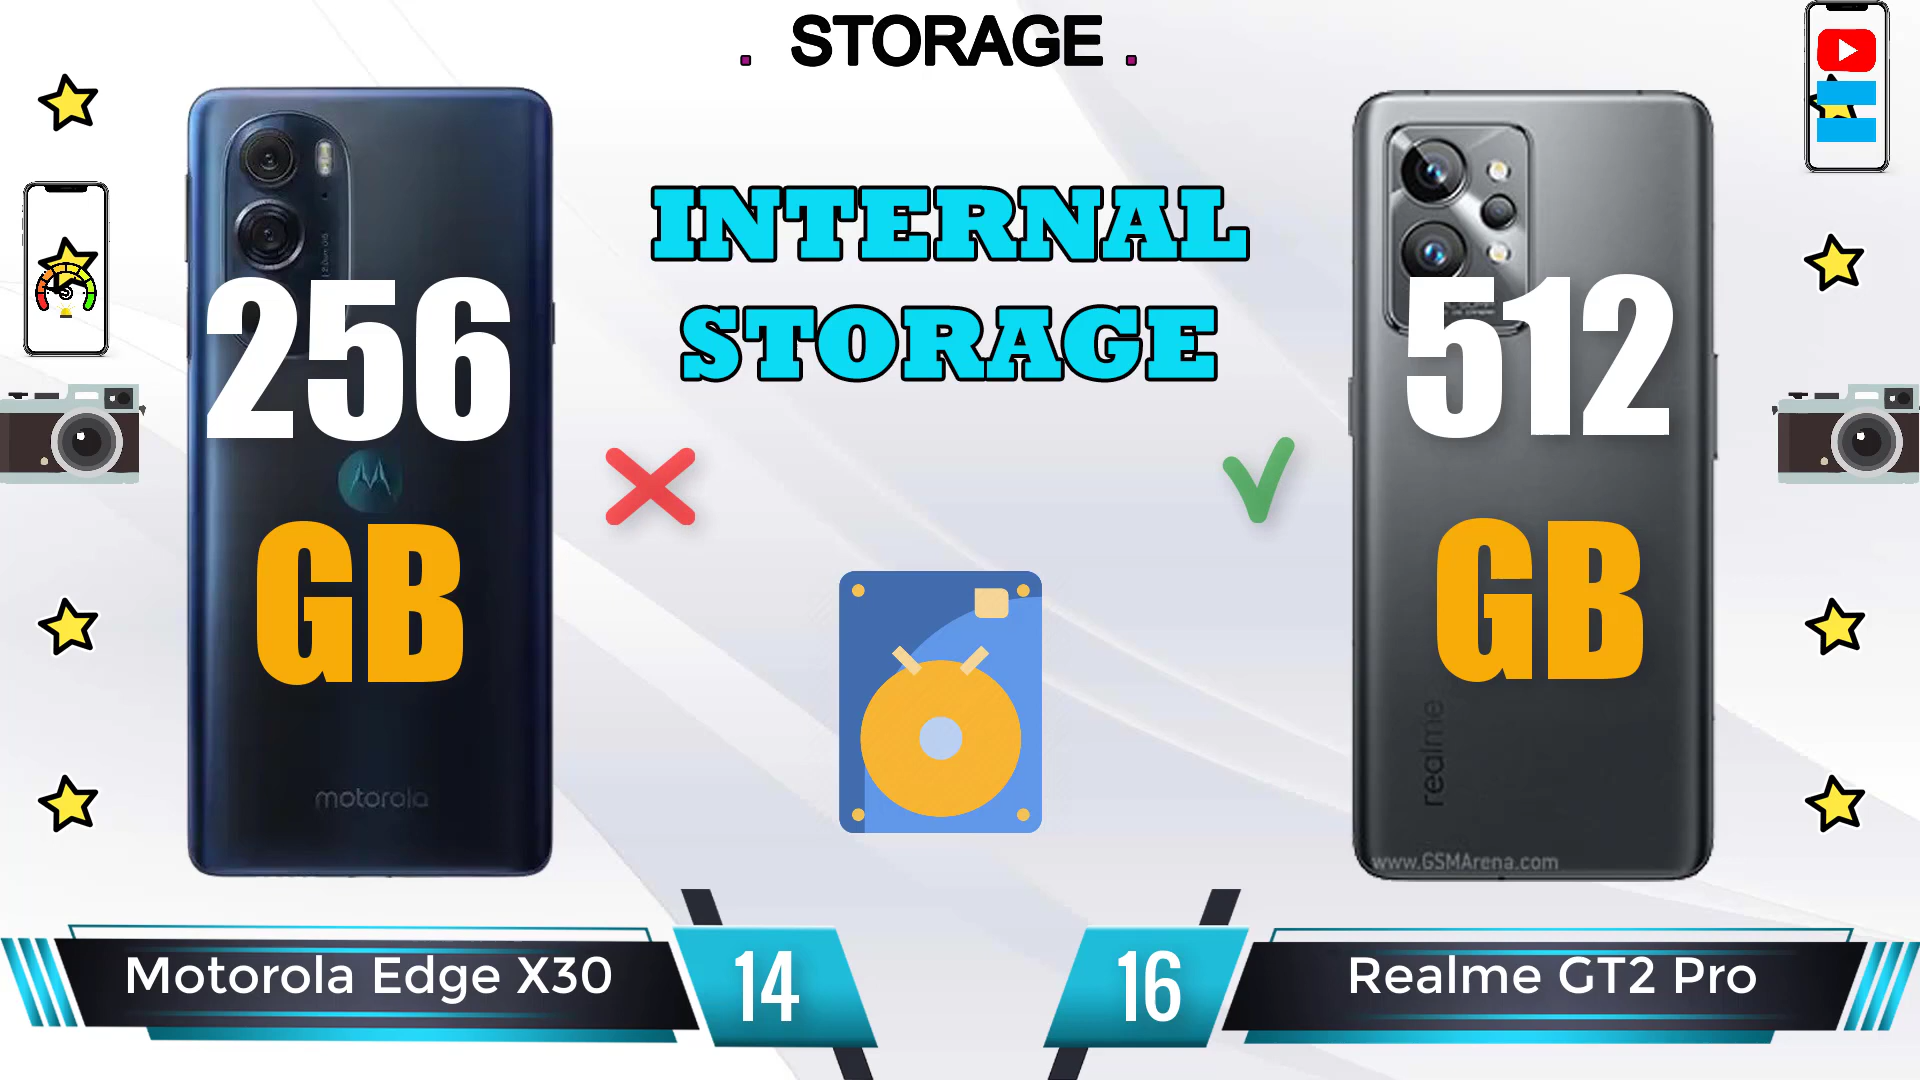 . STORAGE .
INTERNAL
STORAGE
256
GB
motorola
512
GB
realme
www.GSMArena.com
Motorola Edge X30
14
16
Realme GT2 Pro